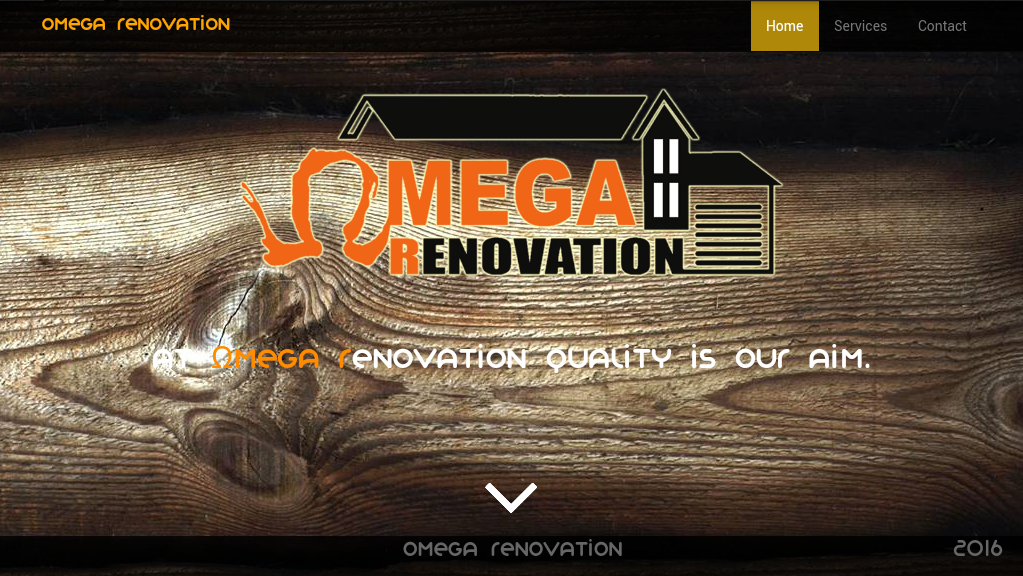 Omega Renovation
Home Services Contact
ΩMEGA
RENOVATION
At Ωmega Renovation Quality is our aim.
Omega Renovation 2016